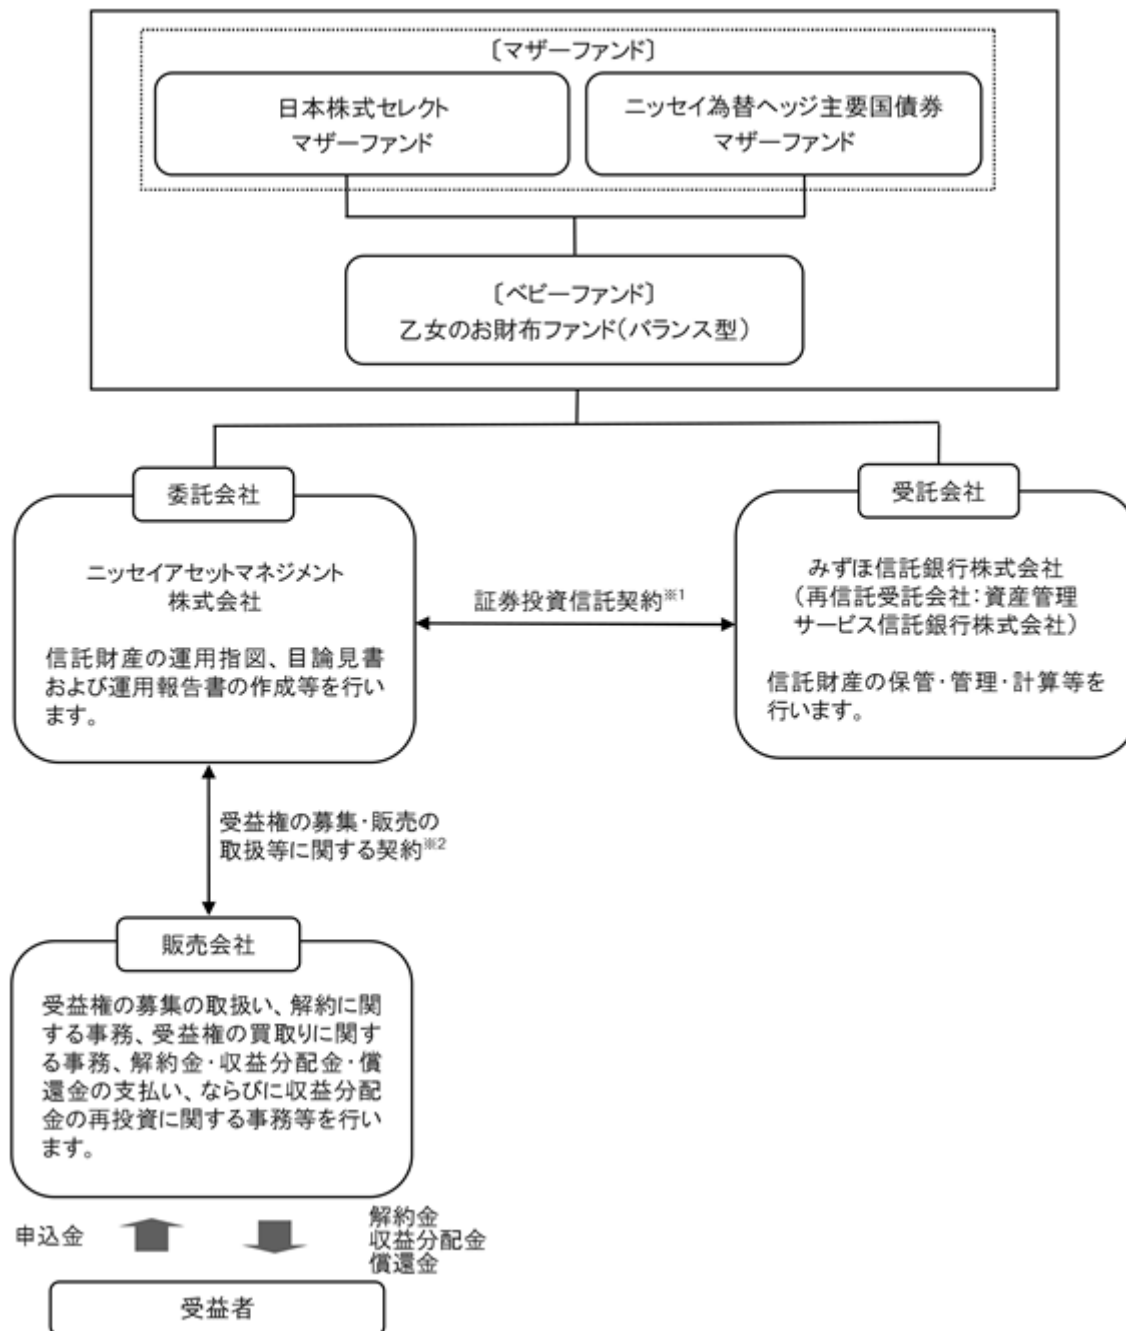 〔マザーファンド〕
日本株式セレクト
マザーファンド
ニッセイ為替ヘッジ主要国債券
マザーファンド
〔ベビーファンド〕
乙女のお財布ファンド(バランス型)
委託会社
ニッセイアセットマネジメント
株式会社
信託財産の運用指図、目論見書
および運用報告書の作成等を行い
ます。
証券投資信託契約※1
受託会社
みずほ信託銀行株式会社
(再信託受託会社:資産管理
サービス信託銀行株式会社)
信託財産の保管・管理・計算等を
行います。
受益権の募集・販売の
取扱等に関する契約※2
販売会社
受益権の募集の取扱い、解約に関
する事務、受益権の買取りに関す
る事務、解約金・収益分配金・償
還金の支払い、ならびに収益分配
金の再投資に関する事務等を行い
ます。
申込金
解約金
収益分配金
償還金
受益者